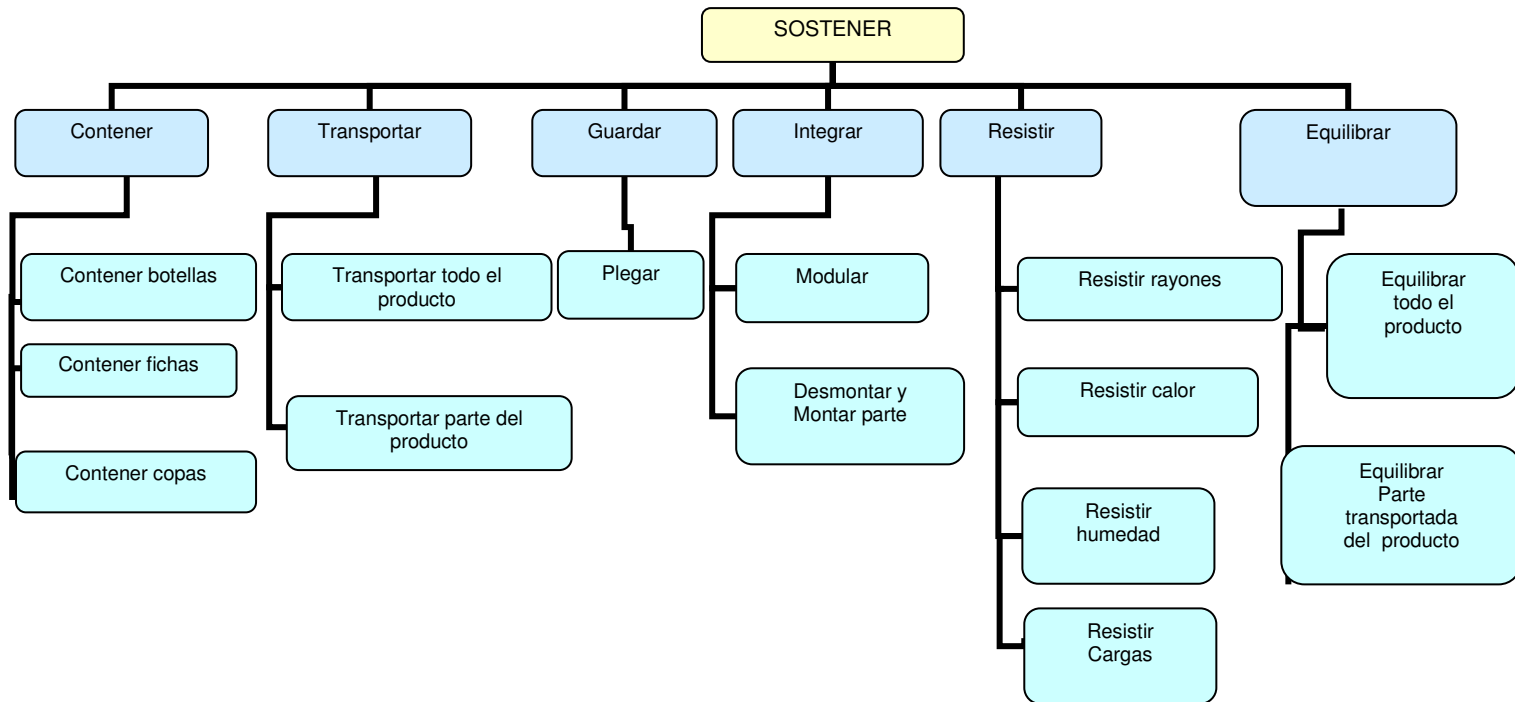 SOSTENER
Contener
Transportar
Guardar
Integrar
Resistir
Equilibrar
Contener botellas
Contener fichas
Contener copas
Transportar todo el
producto
Transportar parte del
producto
Plegar
Modular
Desmontar y
Montar parte
Resistir rayones
Resistir calor
Resistir
humedad
Resistir
Cargas
Equilibrar
todo el
producto
Equilibrar
Parte
transportada
del producto